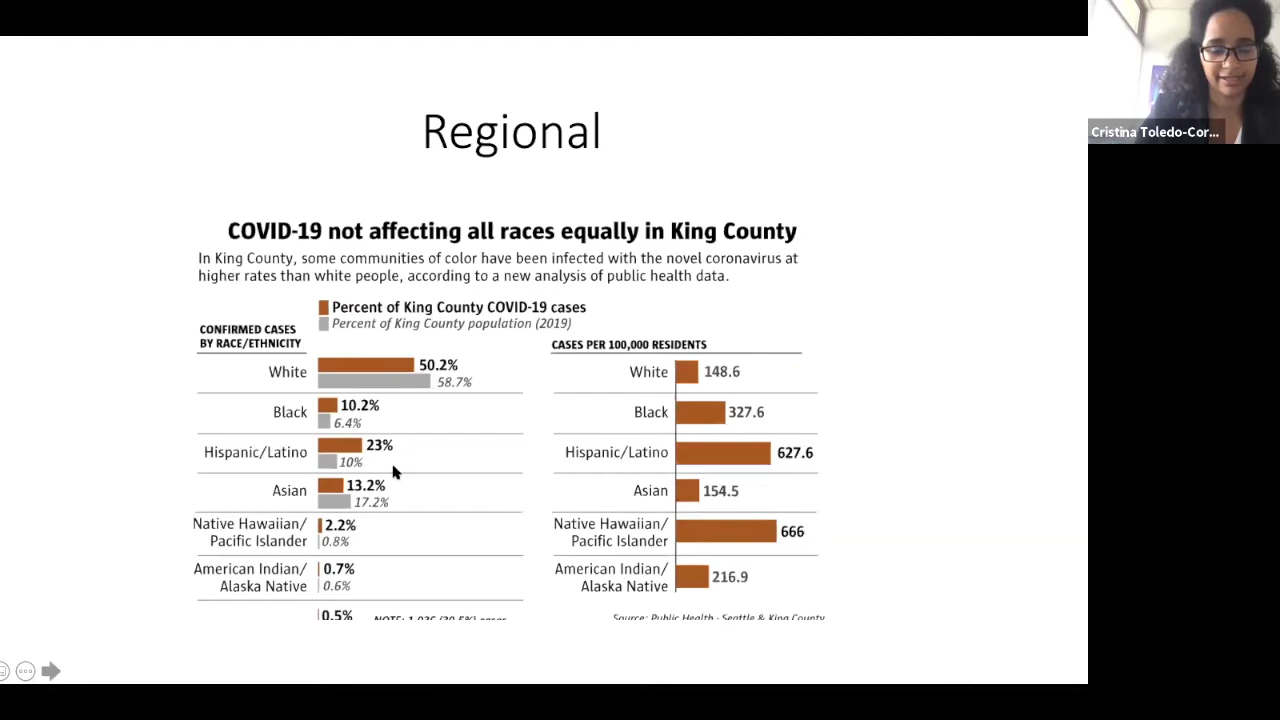 Cristina Toledo-Cor...
Regional
COVID-19 not affecting all races equally in King County
In King County, some communities of color have been infected with the novel coronavirus at
higher rates than white people, according to a new analysis of public health data.
Percent of King County COVID-19 cases
Percent of King County population (2019)
CONFIRMED CASES
BY RACE/ETHNICITY
White 50.2%
58.7%
Black 10.2%
6.4%
Hispanic/Latino 23%
10%
Asian 13.2%
17.2%
Native Hawaiian/ 2.2%
Pacific Islander 0.8%
American Indian/ 0.7%
Alaska Native 0.6%
0.5%
CASES PER 100,000 RESIDENTS
White 148.6
Black 327.6
Hispanic/Latino 627.6
Asian 154.5
Native Hawaiian/
Pacific Islander 666
American Indian/
Alaska Native 216.9
Source: Public Health - Seattle & King County